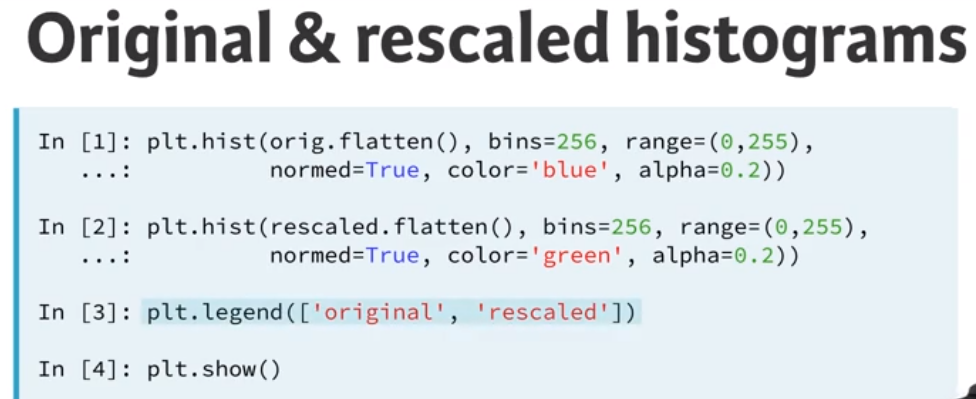 Original & rescaled histograms
In [1]: plt.hist(orig.flatten(), bins=256, range=(0,255),
...: normed=True, color='blue', alpha=0.2))
In [2]: plt.hist(rescaled.flatten(), bins=256, range=(0,255),
...: normed=True, color='green', alpha=0.2))
In [3]: plt.legend(['original', 'rescaled'])
In [4]: plt.show()